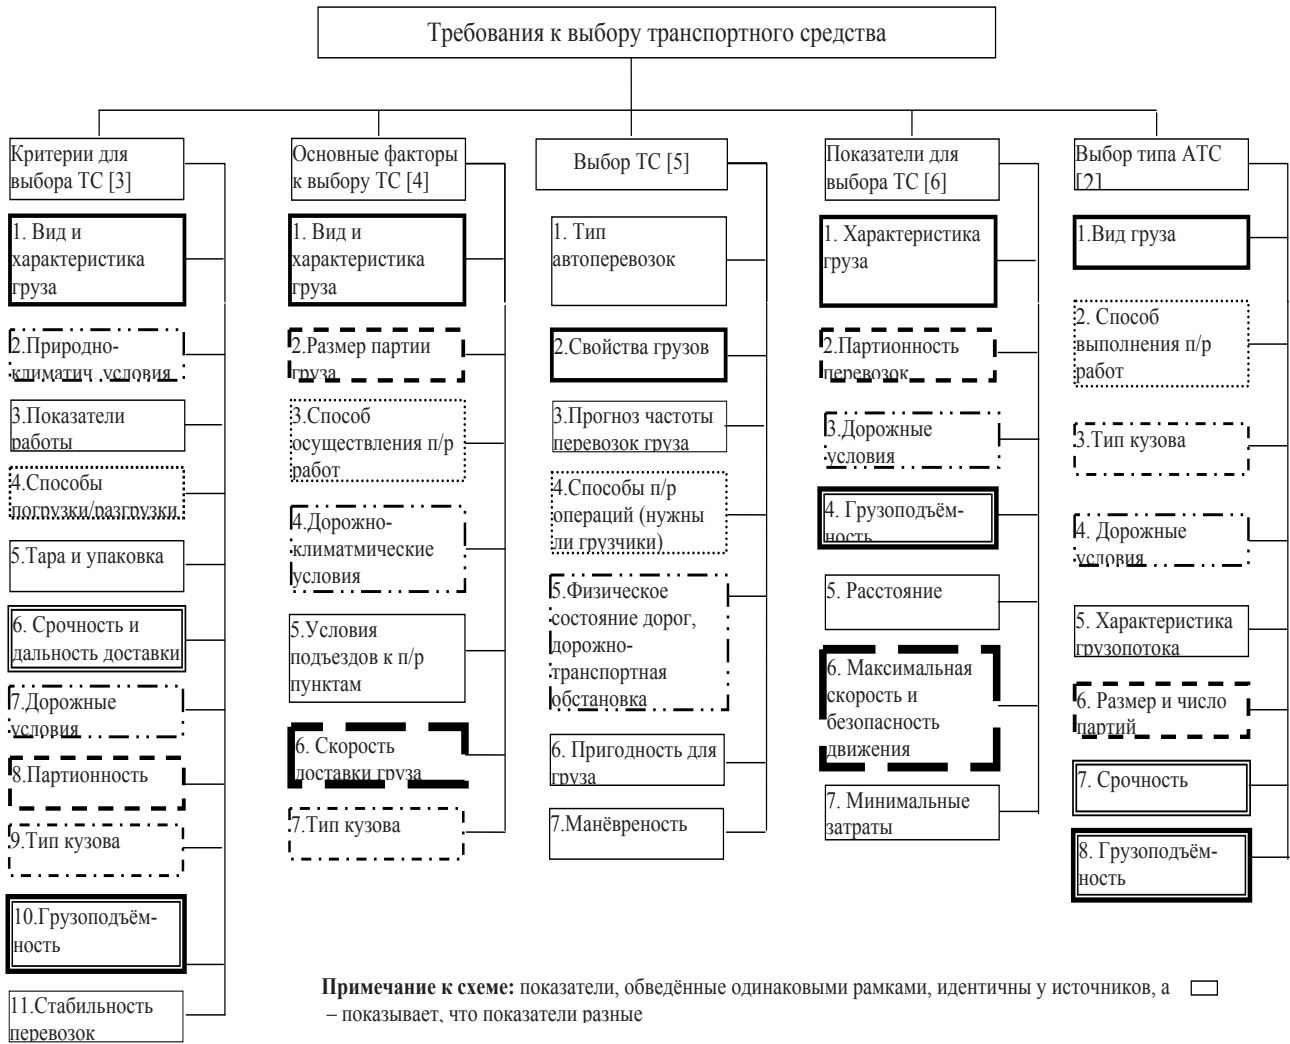 Требования к выбору транспортного средства
Критерии для
выбора ТС [3]
1. Вид и
характеристика
груза
2.Природно-
климатич. условия
3.Показатели
работы
4.Способы
погрузки/разгрузки
5.Тара и упаковка
6. Срочность и
дальность доставки
7.Дорожные
условия
8.Партионность
9.Тип кузова
10.Грузоподъём-
ность
11.Стабильность
перевозок
Основные факторы
к выбору ТС [4]
1. Вид и
характеристика
груза
2.Размер партии
груза
3.Способ
осуществления п/р
работ
4.Дорожно-
климатмические
условия
5.Условия
подъездов к п/р
пунктам
6. Скорость
доставки груза
7.Тип кузова
Выбор ТС [5]
1. Тип
автоперевозок
2.Свойства грузов
3.Прогноз частоты
перевозок груза
4.Способы п/р
операций (нужны
ли грузчики)
5.Физическое
состояние дорог,
дорожно-
транспортная
обстановка
6. Пригодность для
груза
7.Манёвреность
Показатели для
выбора ТС [6]
1. Характеристика
груза
2.Партионность
перевозок
3.Дорожные
условия
4. Грузоподъём-
ность
5. Расстояние
6. Максимальная
скорость и
безопасность
движения
7. Минимальные
затраты
Выбор типа АТС
[2]
1.Вид груза
2. Способ
выполнения п/р
работ
3.Тип кузова
4. Дорожные
условия
5. Характеристика
грузопотока
6. Размер и число
партий
7. Срочность
8. Грузоподъём-
ность
Примечание к схеме: показатели, обведённые одинаковыми рамками, идентичны у источников, а
– показывает, что показатели разные